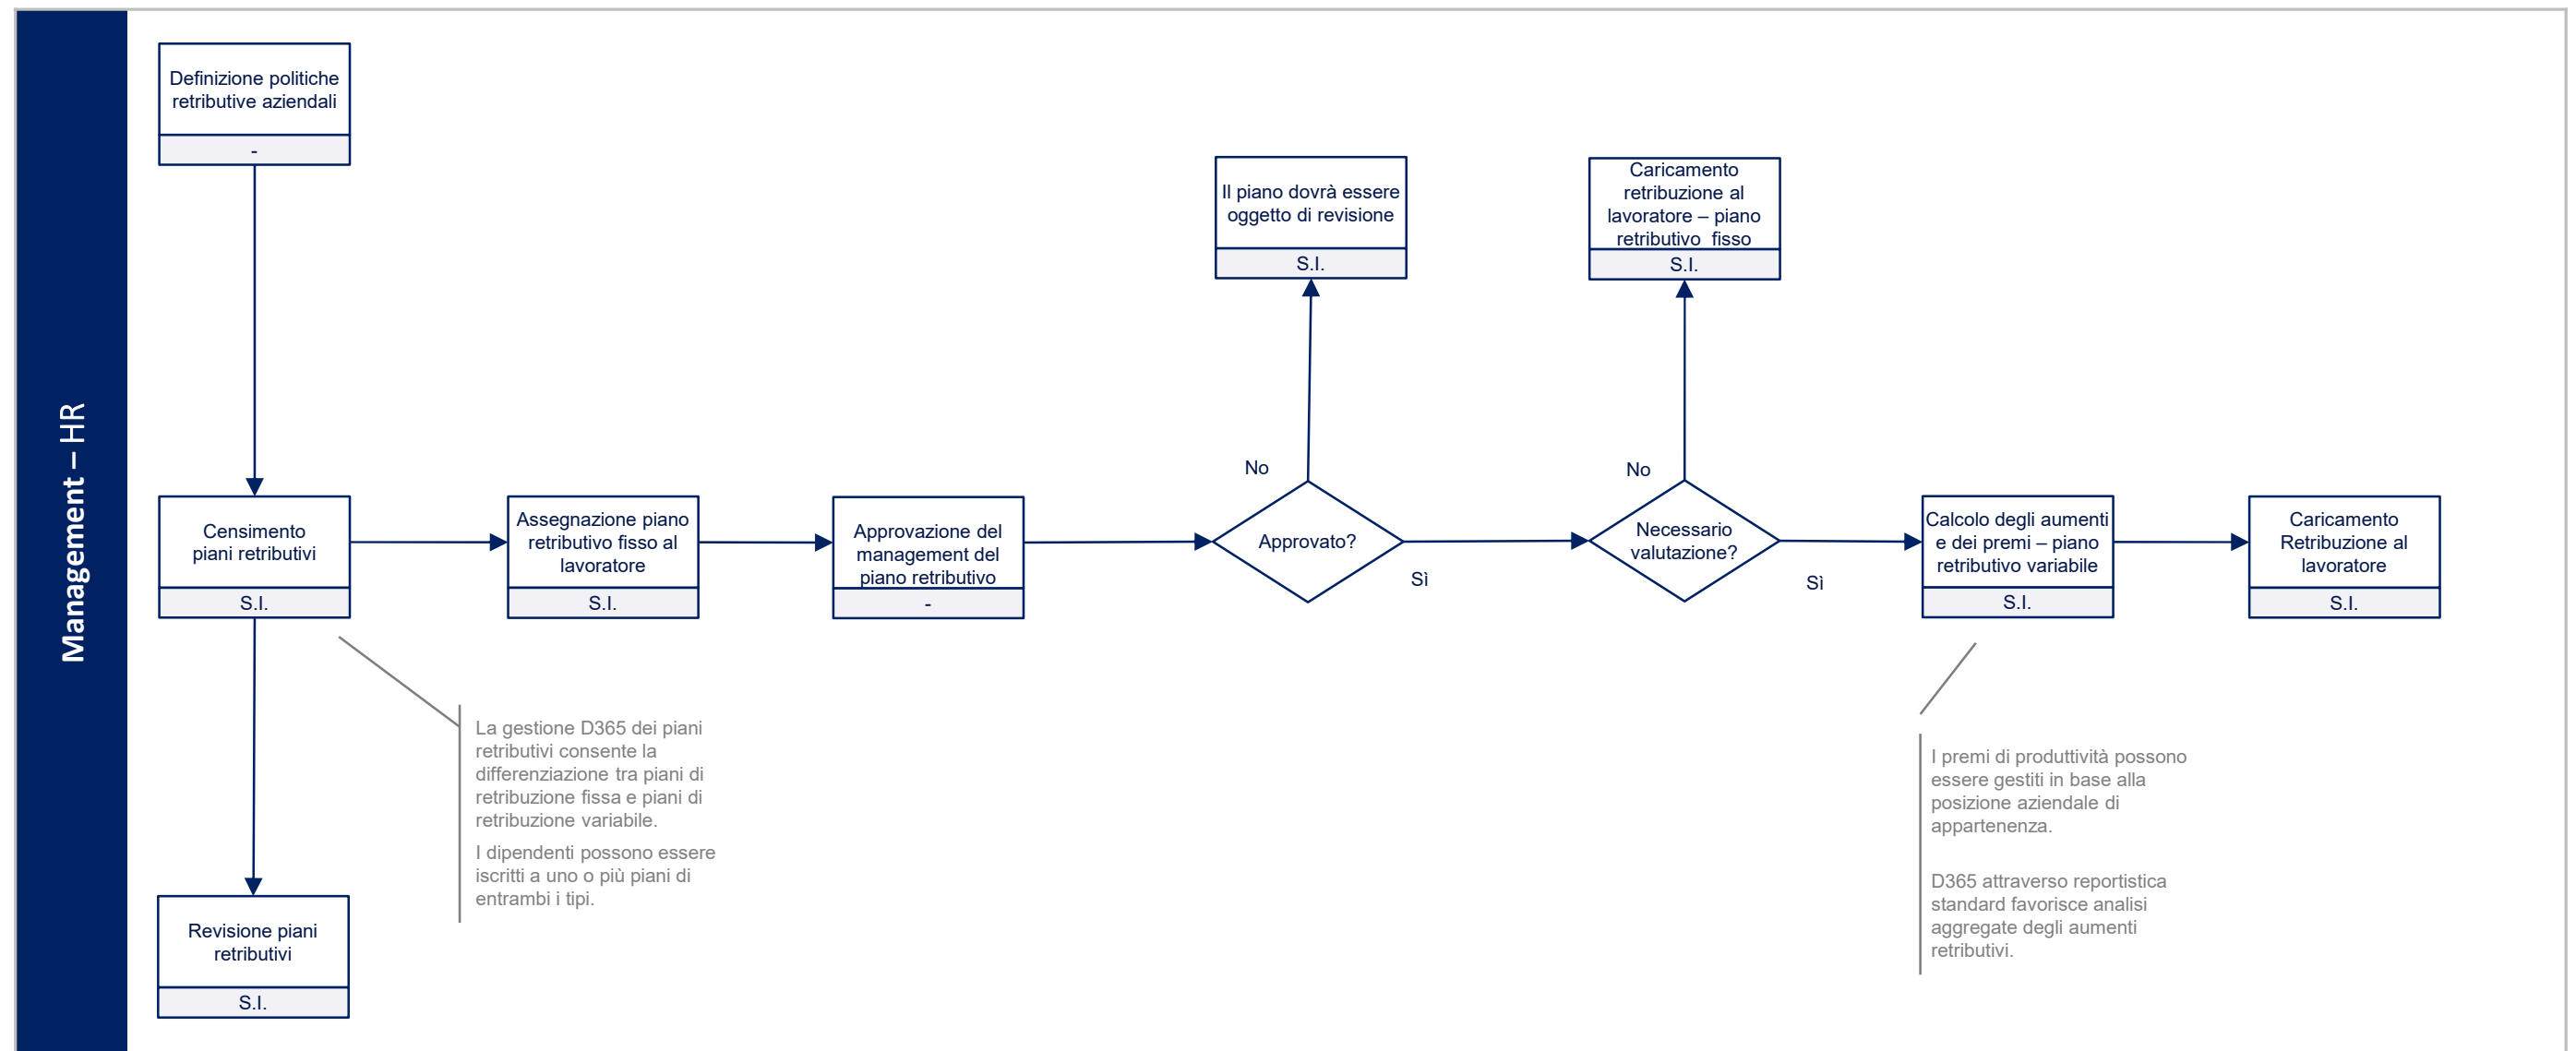 Management – HR
Definizione politiche
retributive aziendali
-
Il piano dovrà essere
oggetto di revisione
S.I.
Caricamento
retribuzione al
lavoratore – piano
retributivo fisso
S.I.
No
No
Censimento
piani retributivi
S.I.
Assegnazione piano
retributivo fisso al
lavoratore
S.I.
Approvazione del
management del
piano retributivo
-
Approvato?
Sì
Necessario
valutazione?
Sì
Calcolo degli aumenti
e dei premi – piano
retributivo variabile
S.I.
Caricamento
Retribuzione al
lavoratore
S.I.
La gestione D365 dei piani
retributivi consente la
differenziazione tra piani di
retribuzione fissa e piani di
retribuzione variabile.
I dipendenti possono essere
iscritti a uno o più piani di
entrambi i tipi.
I premi di produttività possono
essere gestiti in base alla
posizione aziendale di
appartenenza.
D365 attraverso reportistica
standard favorisce analisi
aggregate degli aumenti
retributivi.
Revisione piani
retributivi
S.I.